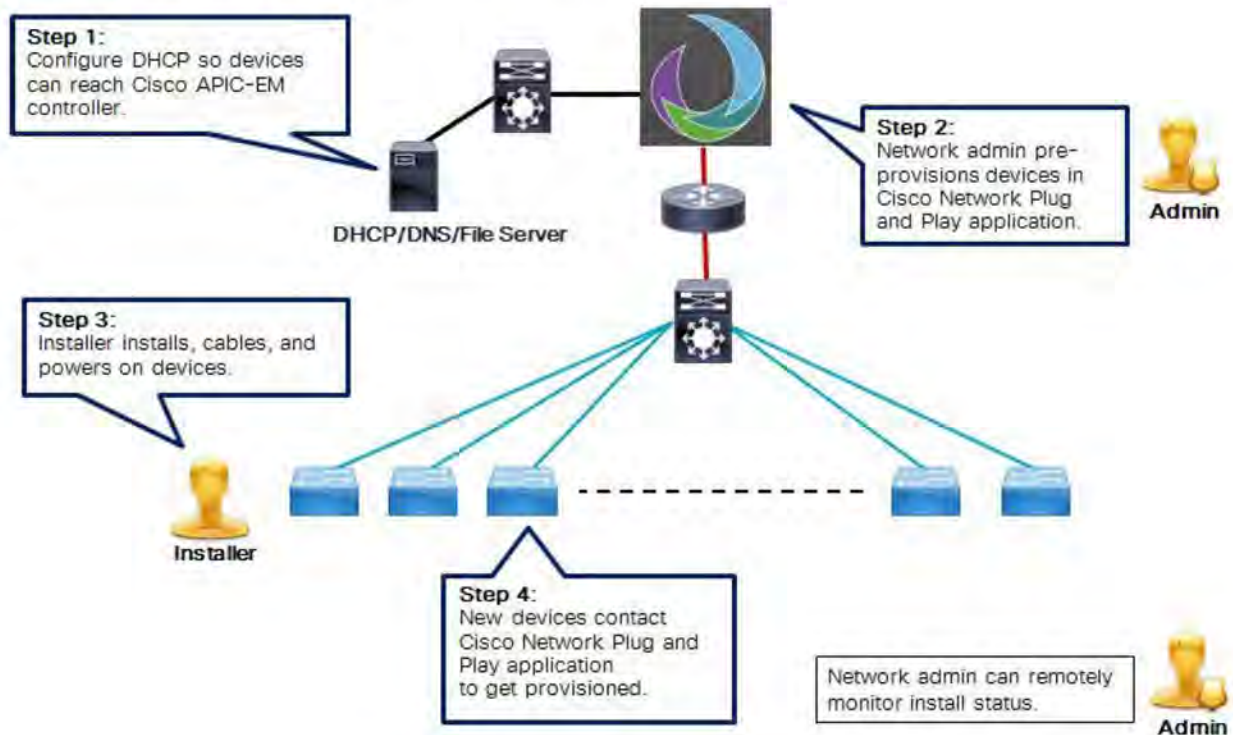 Step 1:
Configure DHCP so devices
can reach Cisco APIC-EM
controller.
Step 2:
Network admin pre-
provisions devices in
Cisco Network Plug
and Play application.
Admin
DHCP/DNS/File Server
Step 3:
Installer installs, cables, and
powers on devices.
Installer
Step 4:
New devices contact
Cisco Network Plug and
Play application
to get provisioned.
Network admin can remotely
monitor install status.
Admin